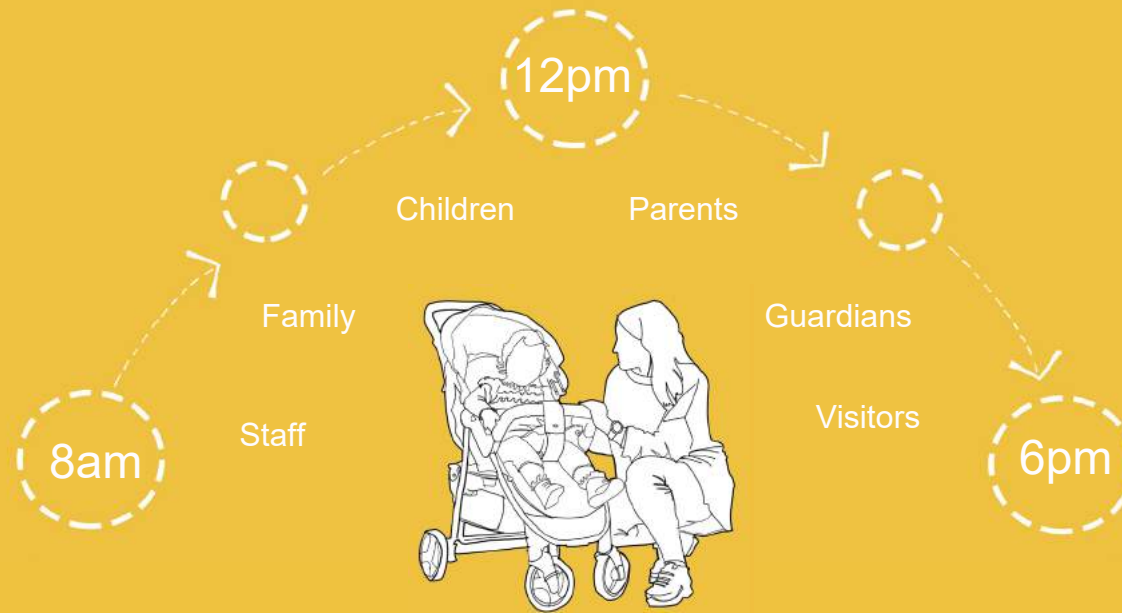 12pm
Children
Parents
Family
Guardians
Staff
Visitors
8am
6pm